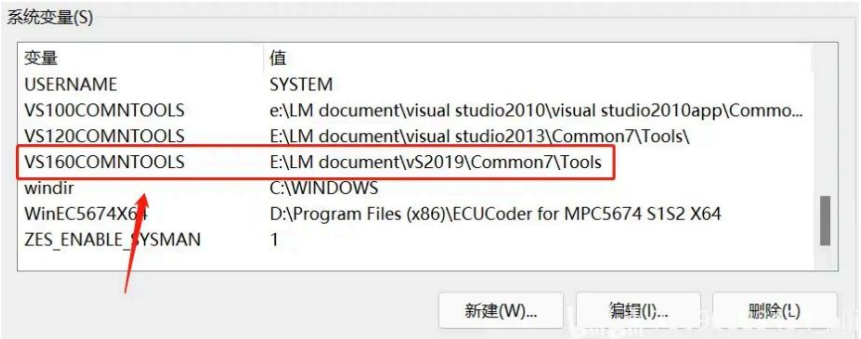 系统变量(S)
变量 值
USERNAME SYSTEM
VS100COMNTOOLS e:\LM document\visual studio2010\visual studio2010app\Commo...
VS120COMNTOOLS E:\LM document\visual studio2013\Common7\Tools\
VS160COMNTOOLS E:\LM document\vS2019\Common7\Tools
windir C:\WINDOWS
WinEC5674X64 D:\Program Files (x86)\ECUCoder for MPC5674 S1S2 X64
ZES_ENABLE_SYSMAN 1
新建(W)... 编辑(I)... 删除(L)